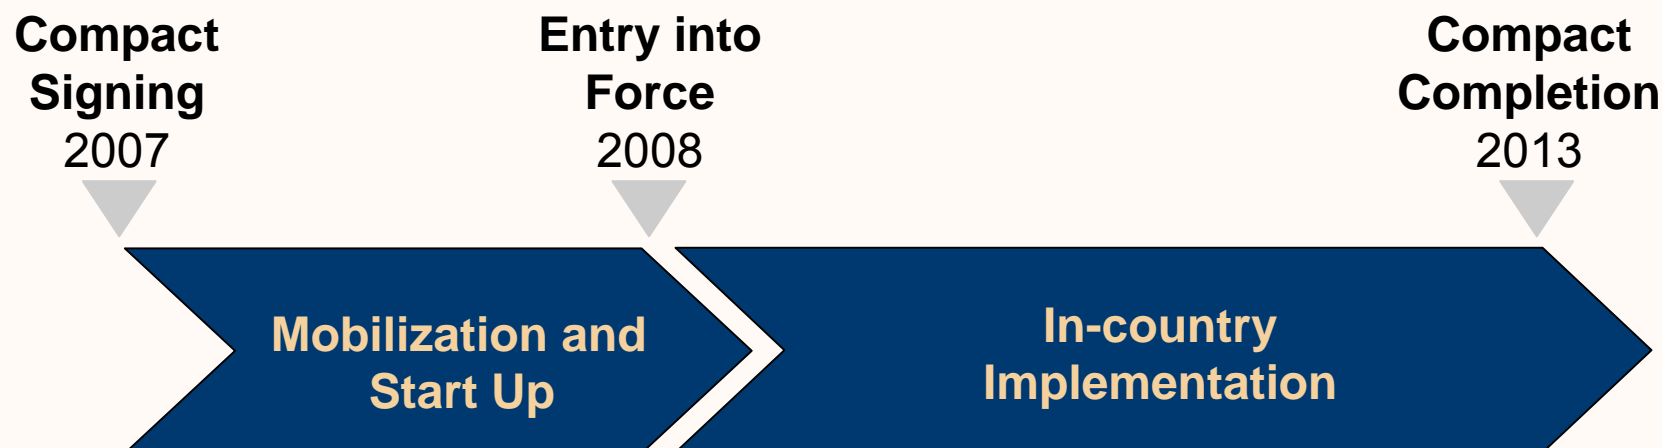 Compact
Signing
2007
Entry into
Force
2008
Compact
Completion
2013
Mobilization and
Start Up
In-country
Implementation